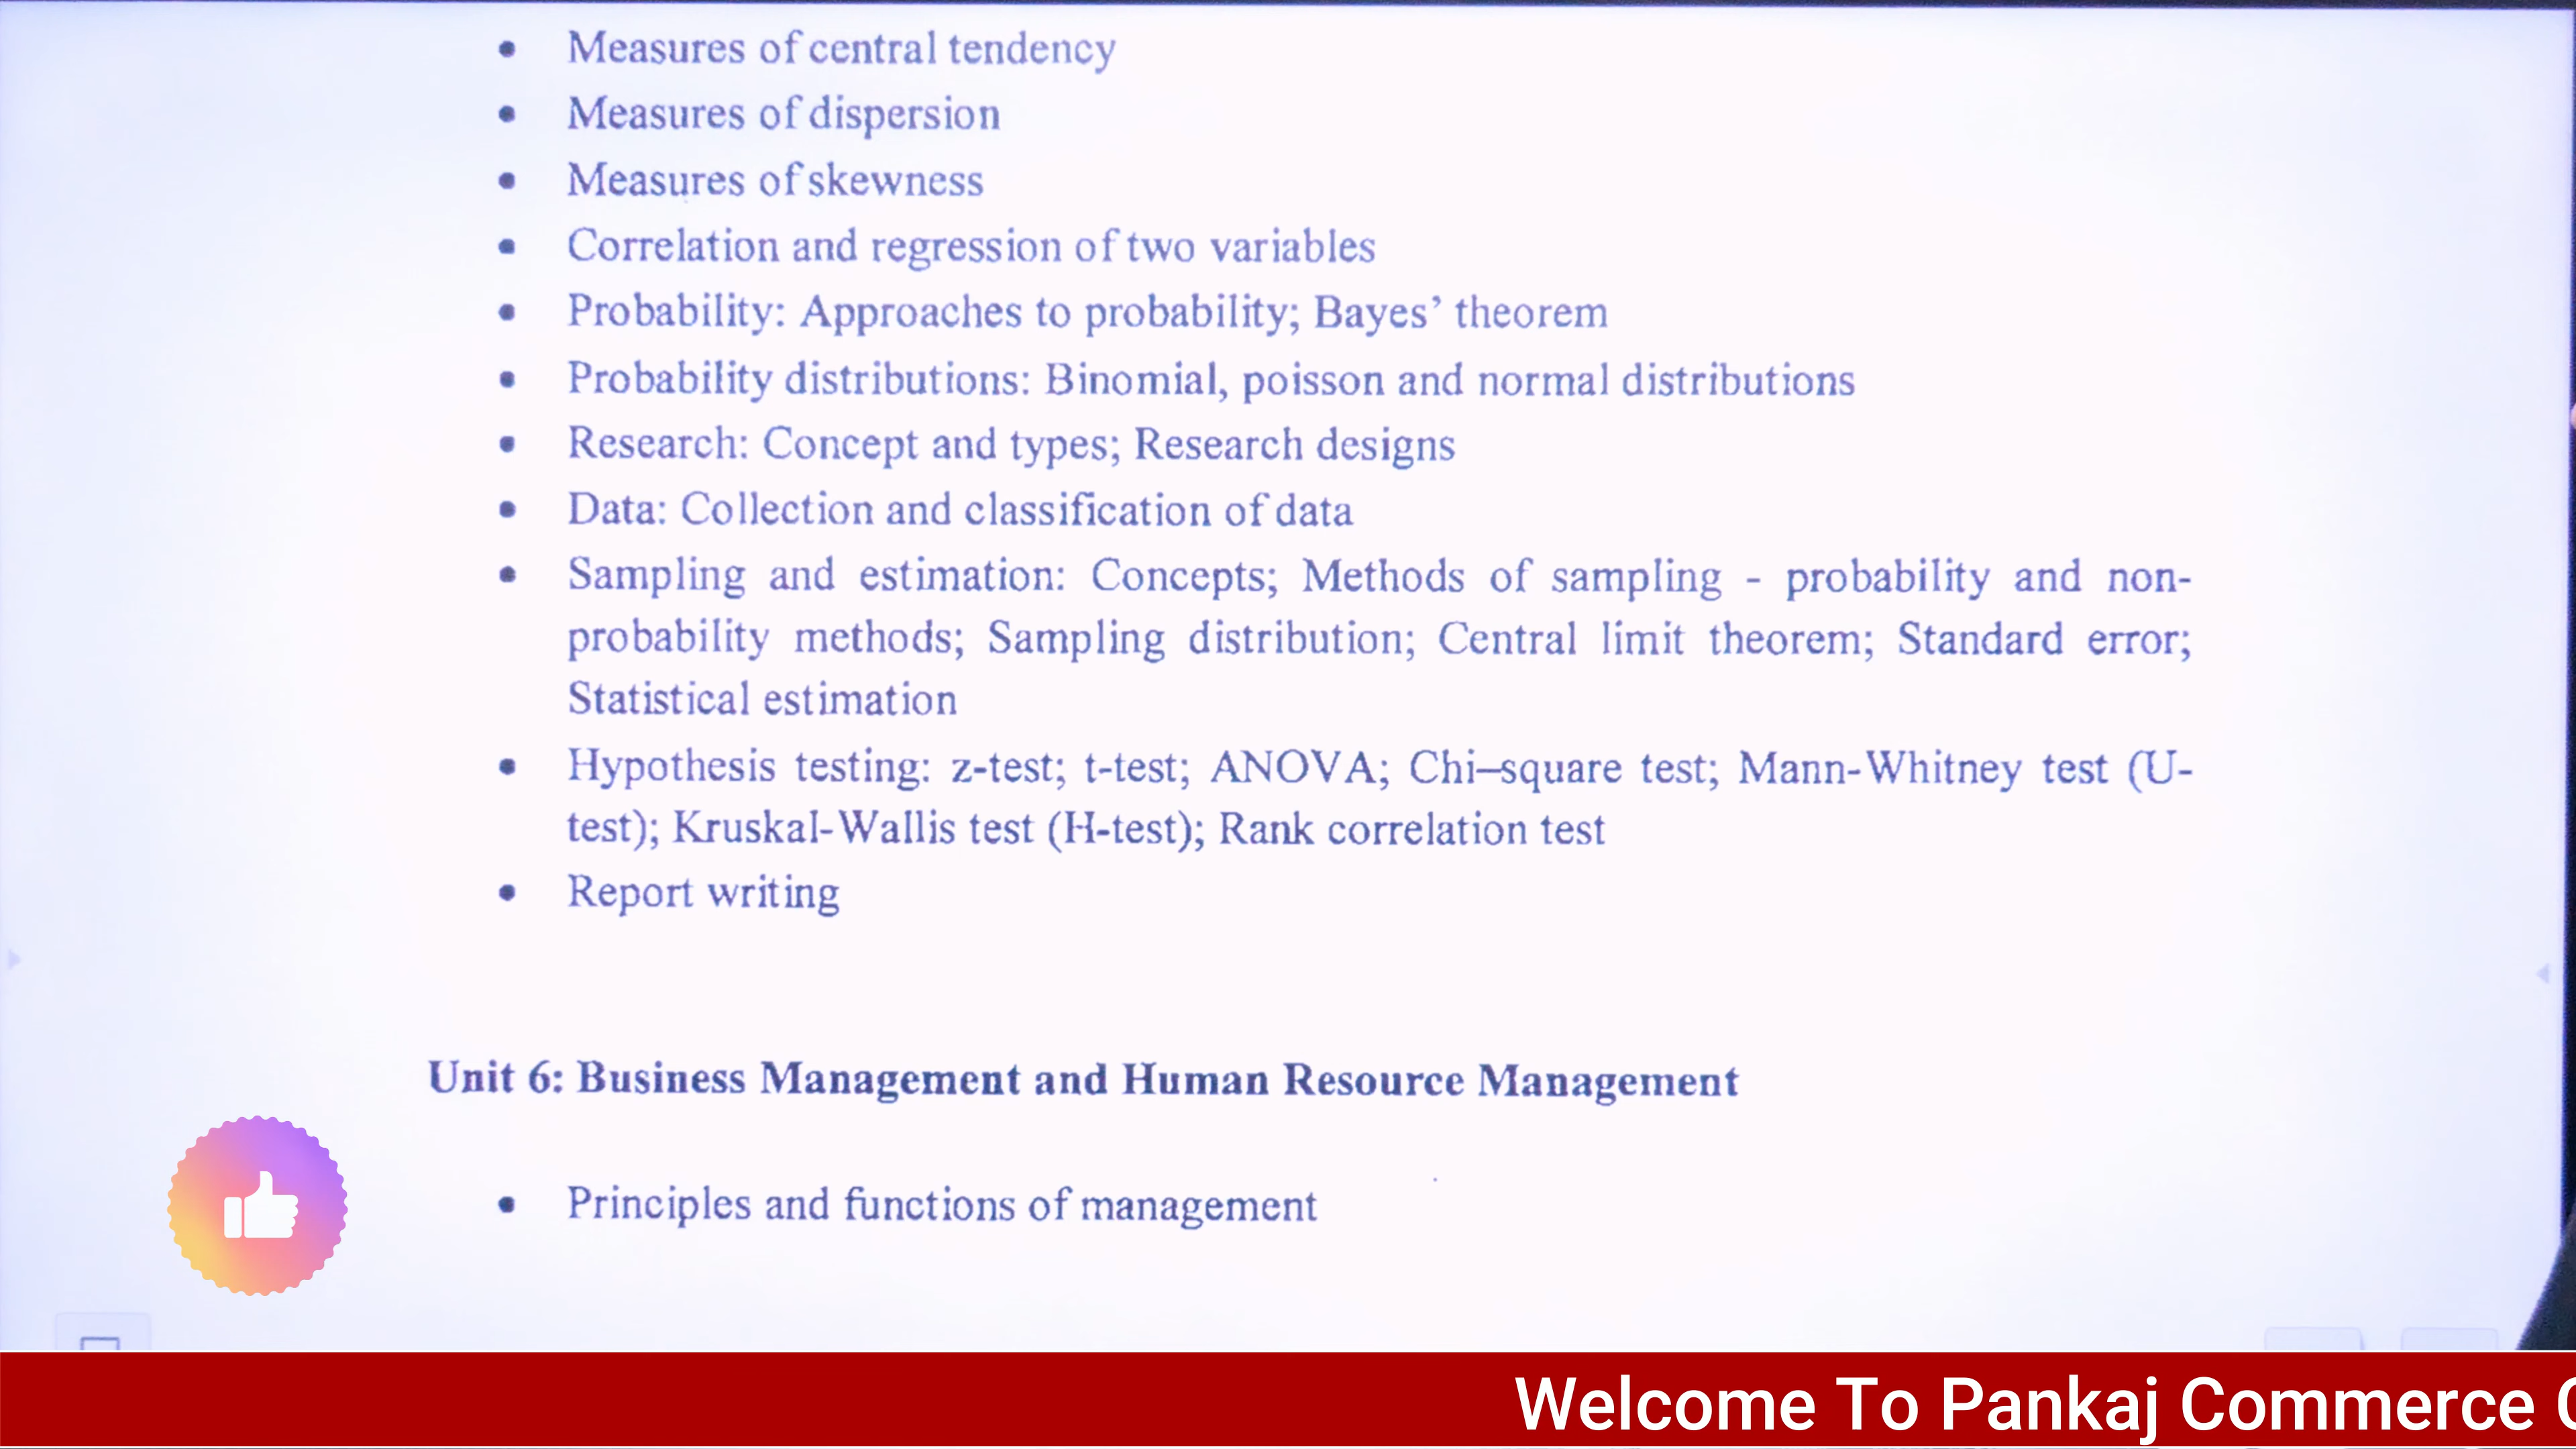 • Measures of central tendency
• Measures of dispersion
• Measures of skewness
• Correlation and regression of two variables
• Probability: Approaches to probability; Bayes’ theorem
• Probability distributions: Binomial, poisson and normal distributions
• Research: Concept and types; Research designs
• Data: Collection and classification of data
• Sampling and estimation: Concepts; Methods of sampling - probability and non-
probability methods; Sampling distribution; Central limit theorem; Standard error;
Statistical estimation
• Hypothesis testing: z-test; t-test; ANOVA; Chi–square test; Mann-Whitney test (U-
test); Kruskal-Wallis test (H-test); Rank correlation test
• Report writing
Unit 6: Business Management and Human Resource Management
• Principles and functions of management
Welcome To Pankaj Commerce